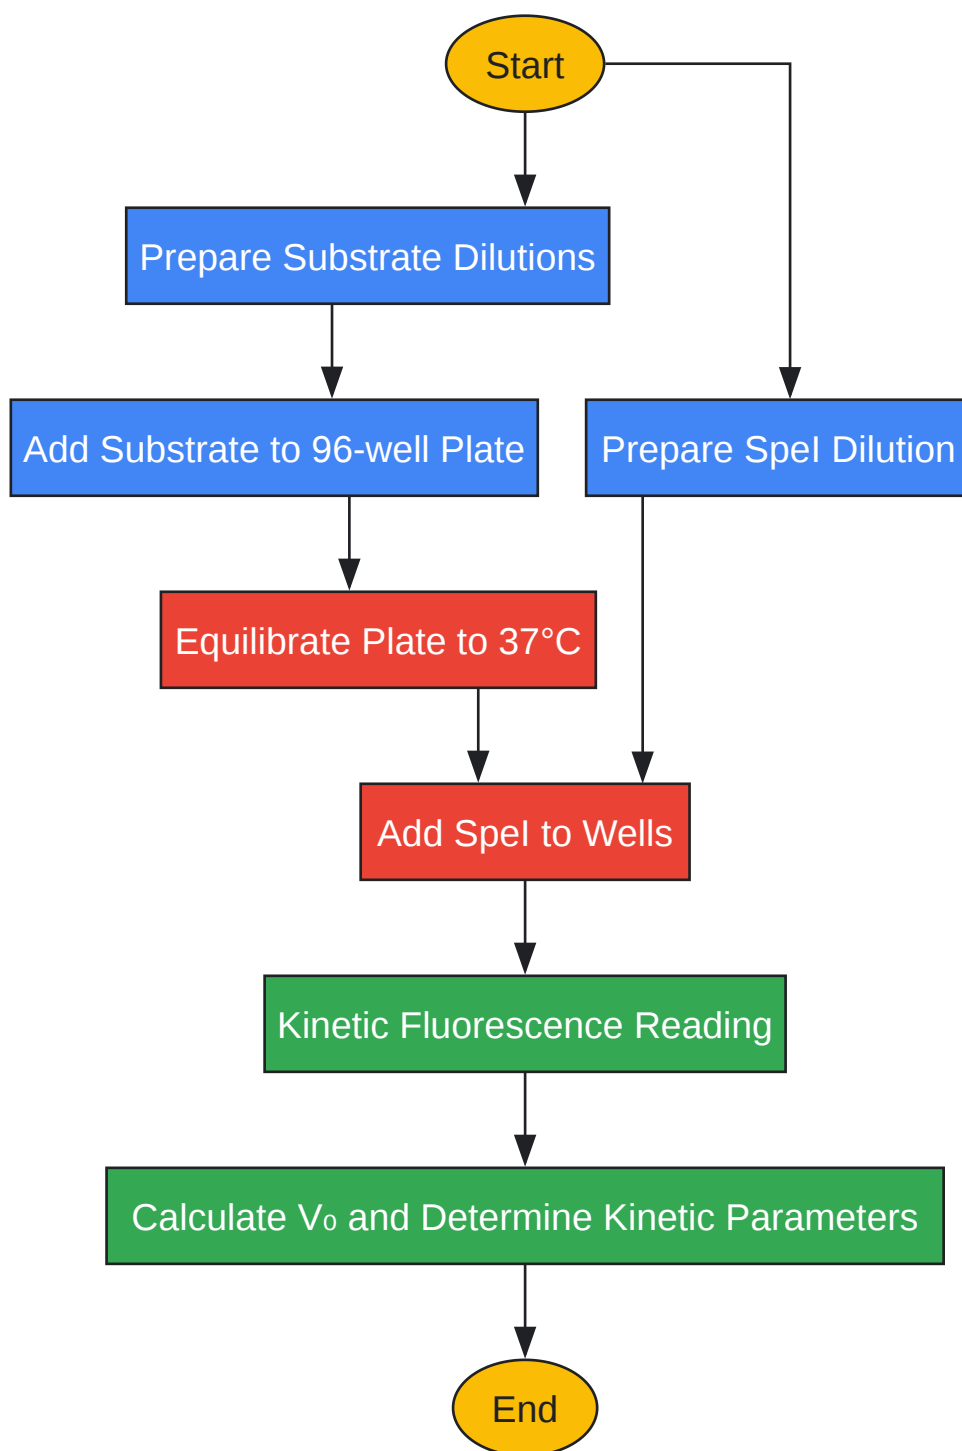 Start
Prepare Substrate Dilutions
Add Substrate to 96-well Plate
Prepare SpeI Dilution
Equilibrate Plate to 37°C
Add SpeI to Wells
Kinetic Fluorescence Reading
Calculate V₀ and Determine Kinetic Parameters
End